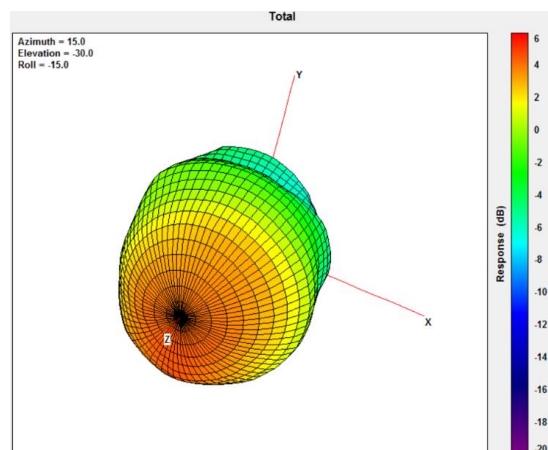 Total
Azimuth = 15.0
Elevation = -30.0
Roll = -15.0
Y
X
Z
6
4
2
0
-2
-4
-6
-8
-10
-12
-14
-16
-18
-20
Response (dB)